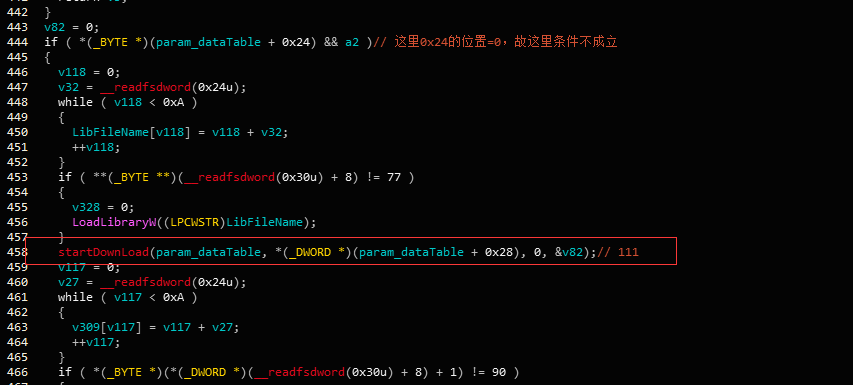 442 }
443 v82 = 0;
444 if ( *(_BYTE *)(param_dataTable + 0x24) && a2 )// 这里0x24的位置=0，故这里条件不成立
445 {
446 v118 = 0;
447 v32 = __readfsdword(0x24u);
448 while ( v118 < 0xA )
449 {
450 LibFileName[v118] = v118 + v32;
451 ++v118;
452 }
453 if ( **(_BYTE **)(__readfsdword(0x30u) + 8) != 77 )
454 {
455 v328 = 0;
456 LoadLibraryW((LPCWSTR)LibFileName);
457 }
458 startDownLoad(param_dataTable, *(_DWORD *)(param_dataTable + 0x28), 0, &v82);// 111
459 v117 = 0;
460 v27 = __readfsdword(0x24u);
461 while ( v117 < 0xA )
462 {
463 v309[v117] = v117 + v27;
464 ++v117;
465 }
466 if ( *(_BYTE *)(*(_DWORD *)(__readfsdword(0x30u) + 8) + 1) != 90 )